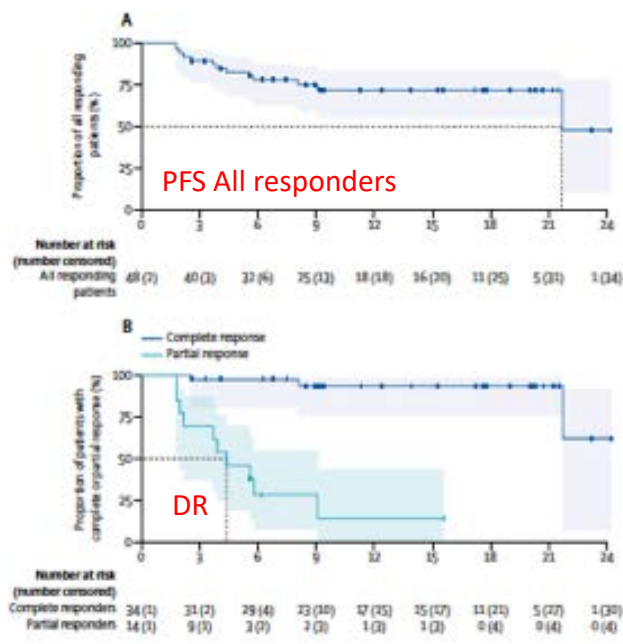 A
100
75
50
25
0
Proportion of all responding
patients (%)
PFS All responders
0 3 6 9 12 15 18 21 24
Number at risk
(number censored)
All responding
patients
48 (2) 40 (3) 32 (6) 25 (13) 18 (18) 16 (20) 11 (25) 5 (31) 1 (34)
B
Complete response
Partial response
100
75
50
25
0
Proportion of patients with
complete or partial response (%)
DR
0 3 6 9 12 15 18 21 24
Number at risk
(number censored)
Complete responders 34 (1) 31 (2) 29 (4) 23 (10) 17 (15) 15 (17) 11 (21) 5 (27) 1 (30)
Partial responders 14 (1) 9 (1) 3 (2) 2 (3) 1 (3) 1 (3) 0 (4) 0 (4) 0 (4)